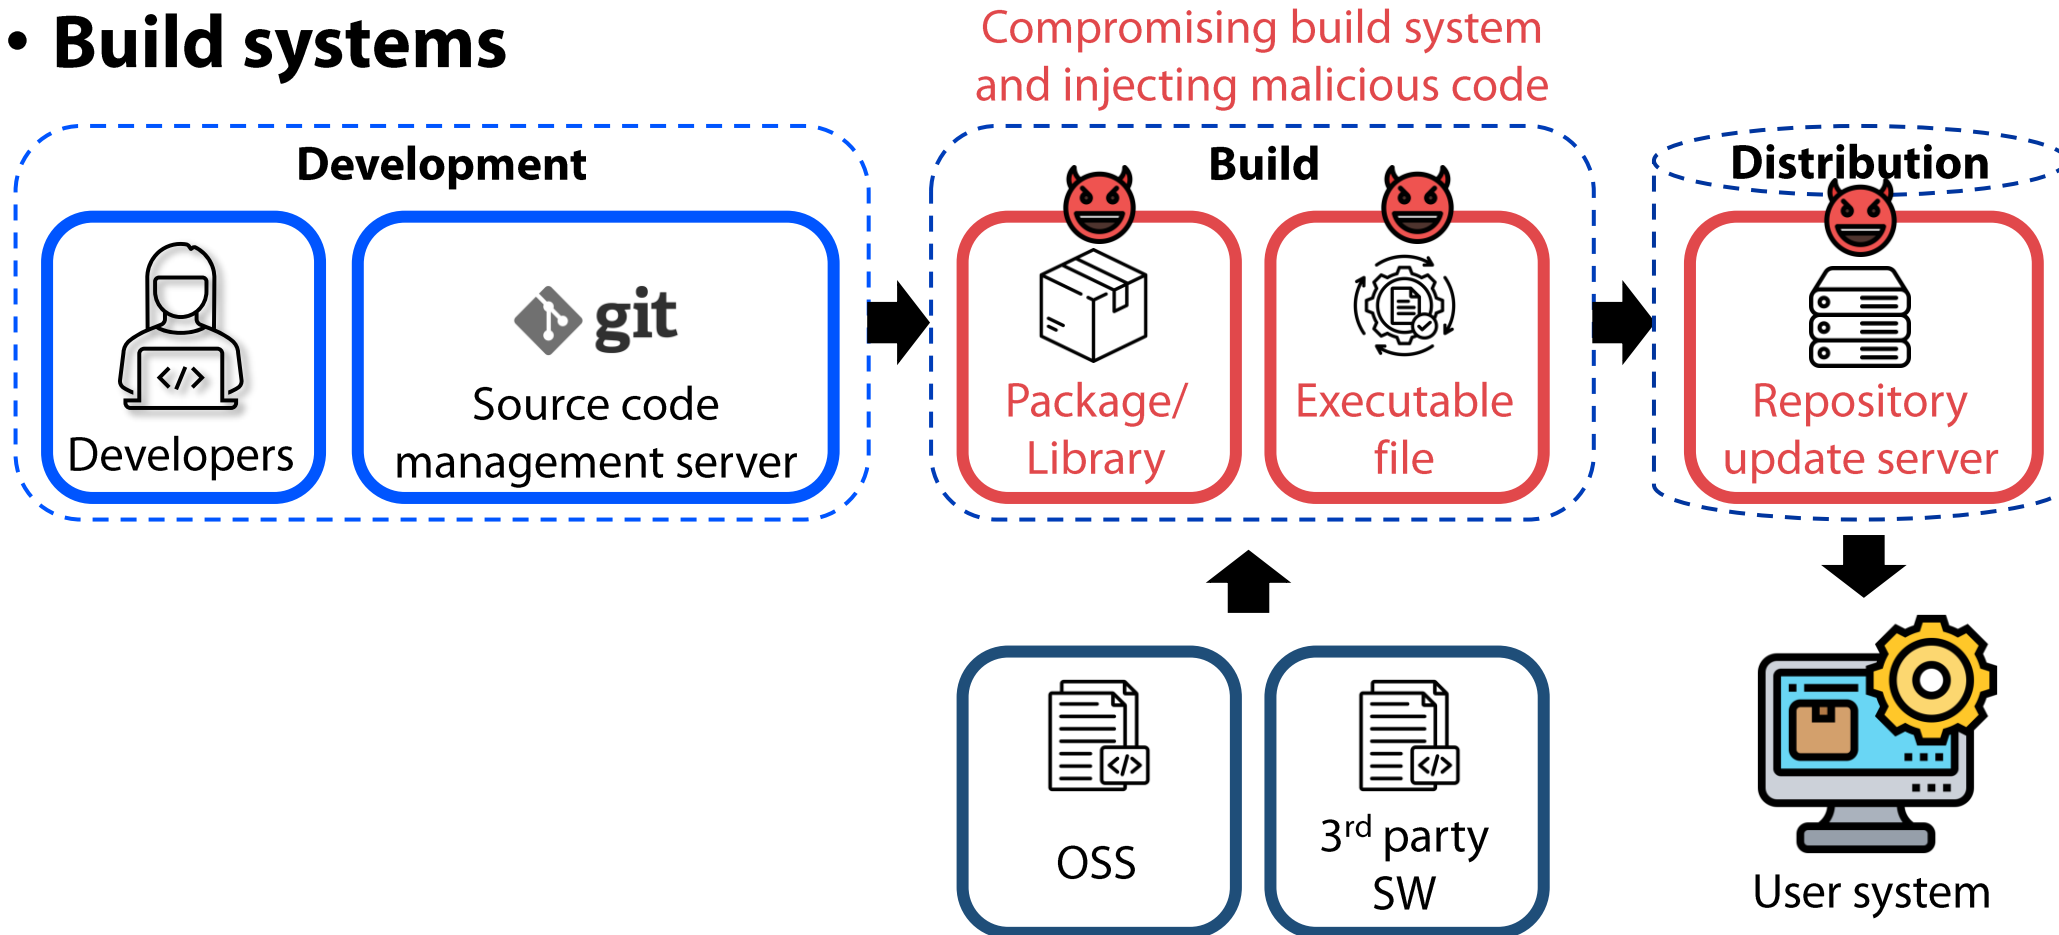 • Build systems
Compromising build system
and injecting malicious code
Development
Developers
git
Source code
management server
Build
Package/
Library
Executable
file
Distribution
Repository
update server
</>
OSS
</>
3rd party
SW
</>
User system